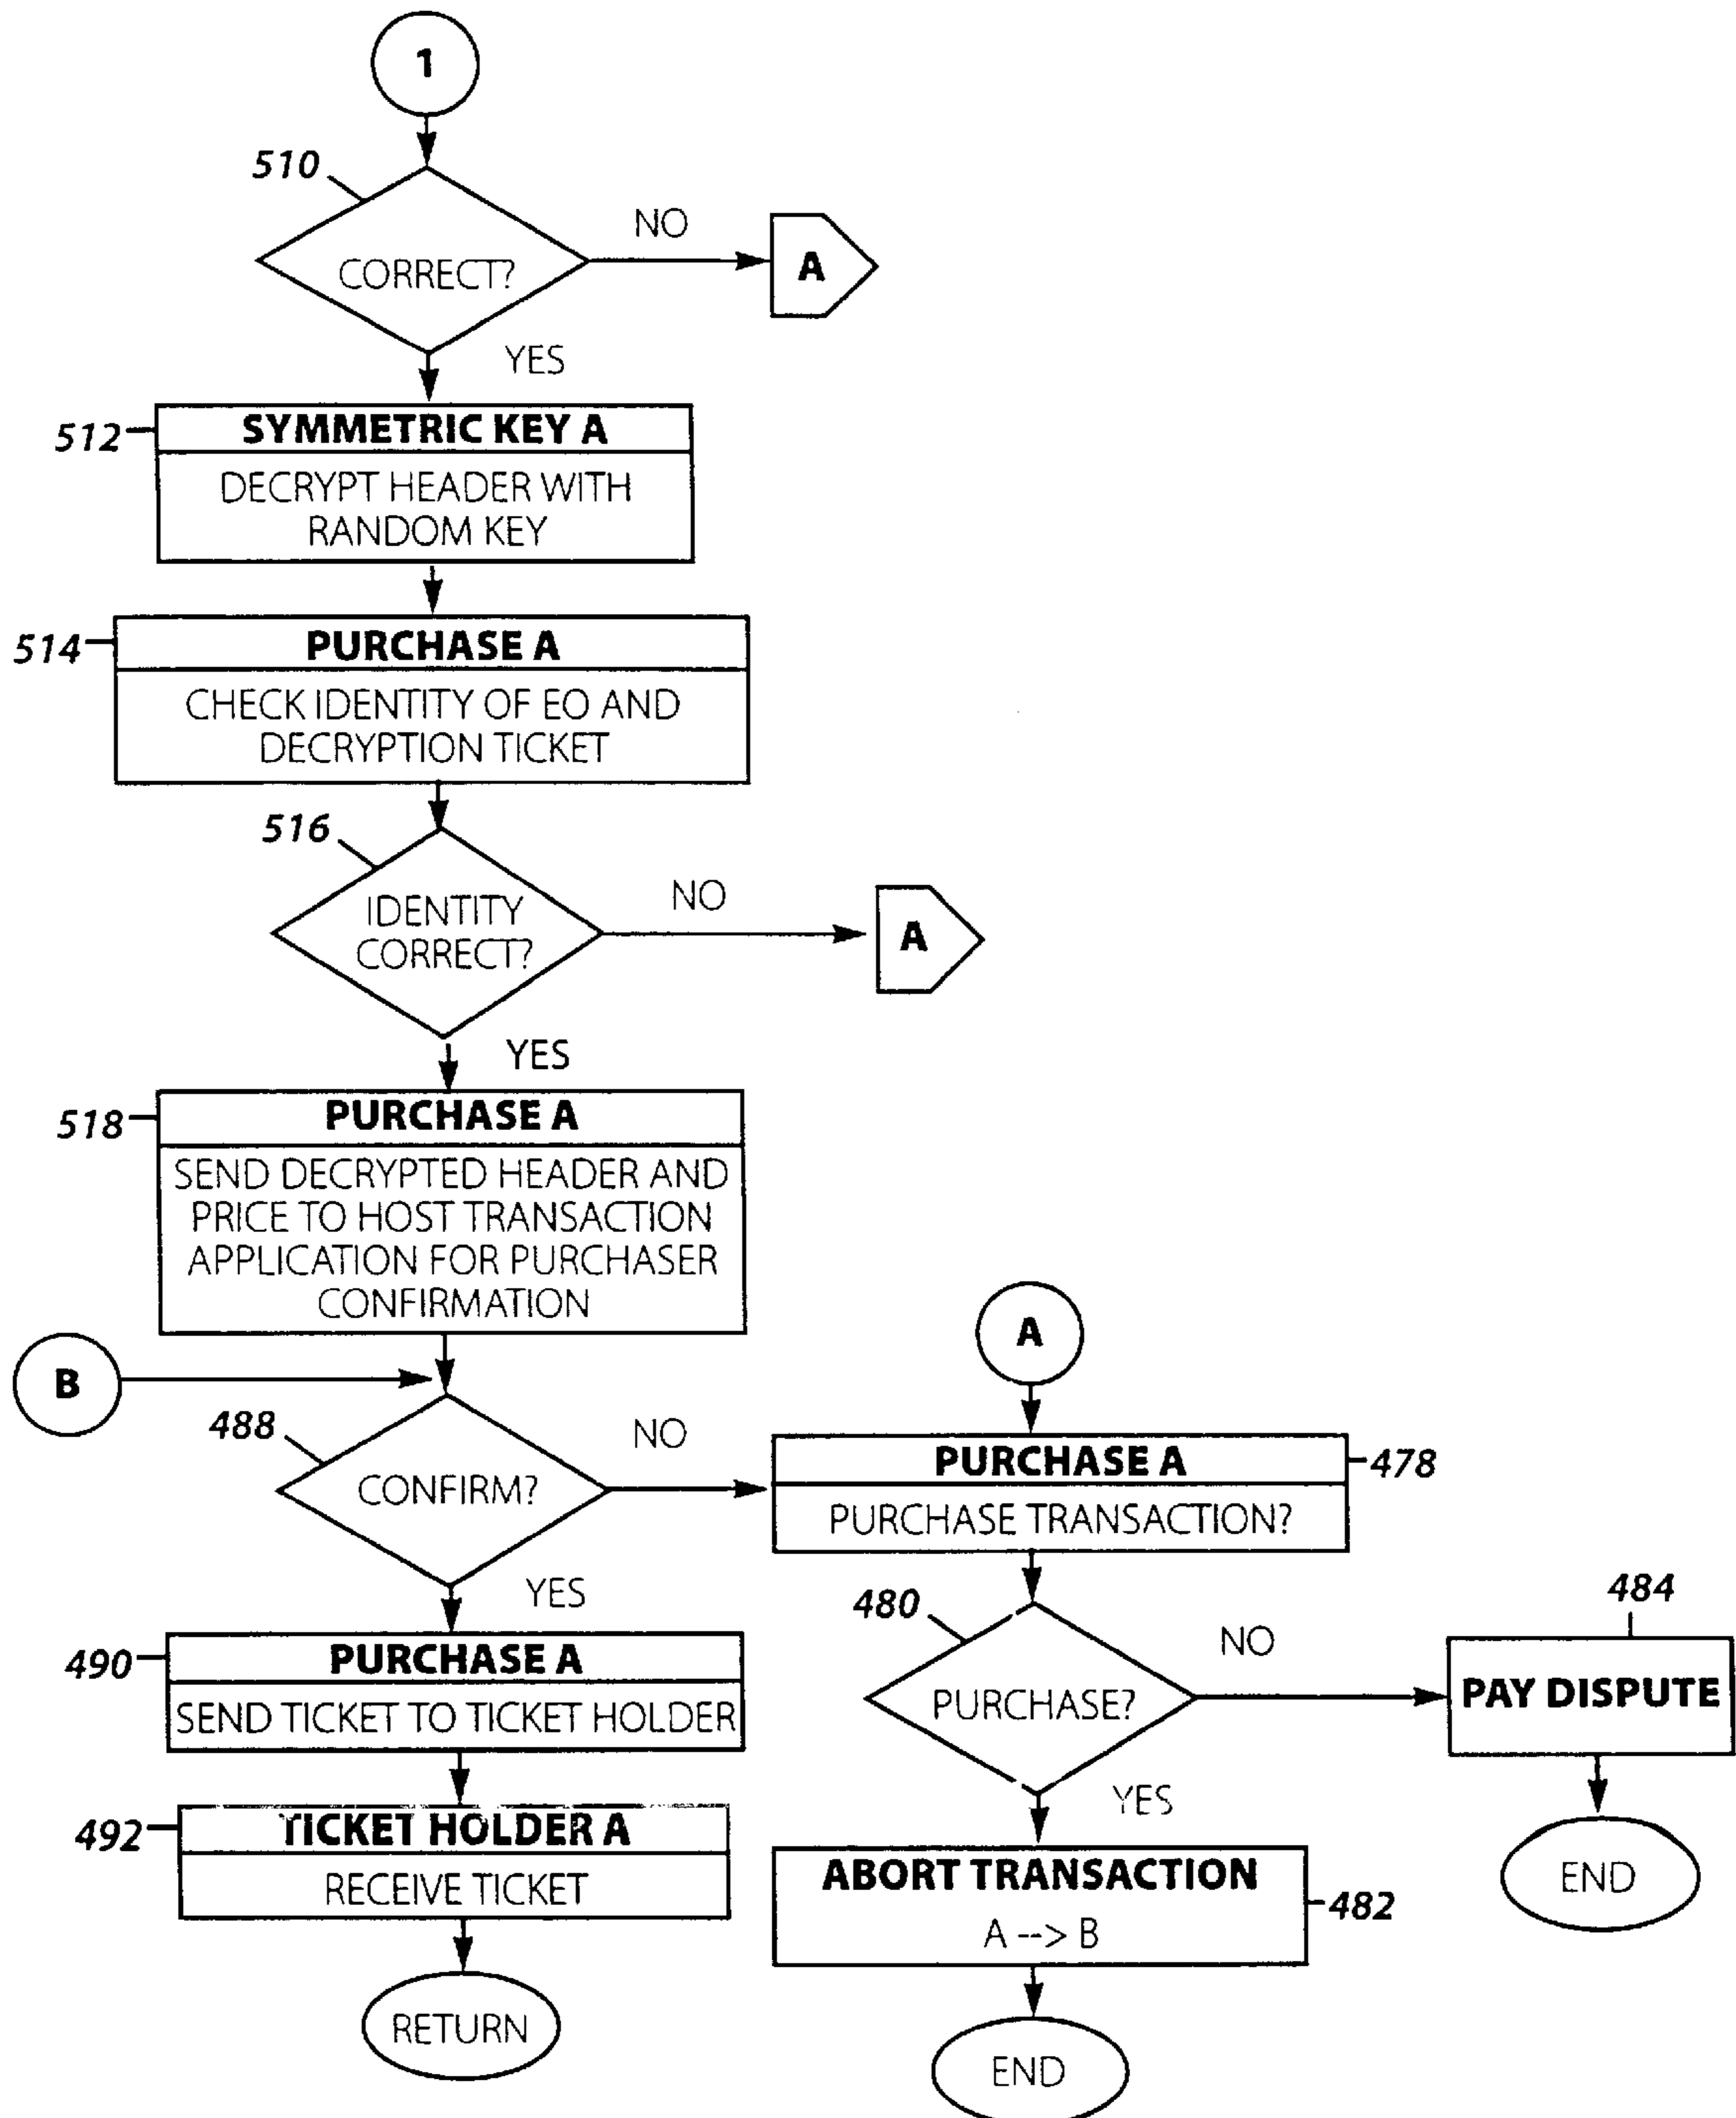 1
510
CORRECT?
NO
A
YES
512
SYMMETRIC KEY A
DECRYPT HEADER WITH
RANDOM KEY
514
PURCHASE A
CHECK IDENTITY OF EO AND
DECRYPTION TICKET
516
IDENTITY
CORRECT?
NO
A
YES
518
PURCHASE A
SEND DECRYPTED HEADER AND
PRICE TO HOST TRANSACTION
APPLICATION FOR PURCHASER
CONFIRMATION
B
488
CONFIRM?
NO
YES
490
PURCHASE A
SEND TICKET TO TICKET HOLDER
492
TICKET HOLDER A
RECEIVE TICKET
RETURN
A
PURCHASE A
478
PURCHASE TRANSACTION?
480
PURCHASE?
NO
484
PAY DISPUTE
END
YES
ABORT TRANSACTION
482
A --> B
END